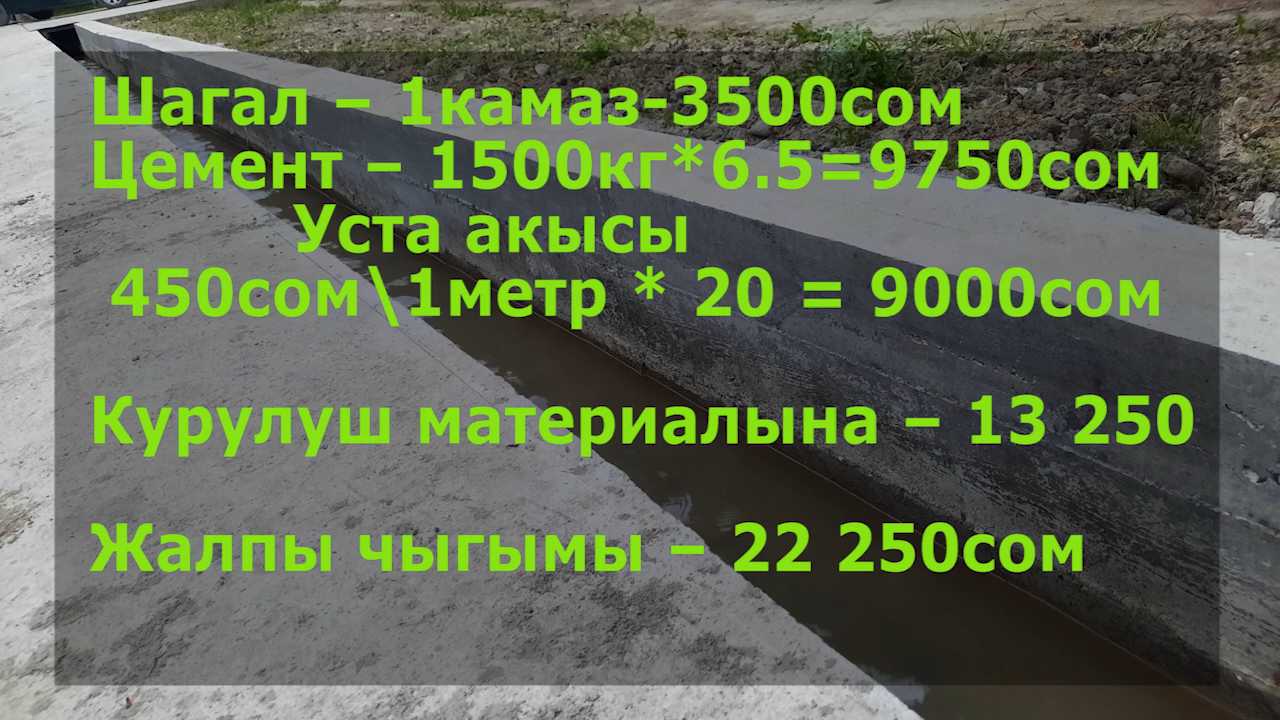 Шагал – 1камаз-3500сом
Цемент – 1500кг*6.5=9750сом
Уста акысы
450сом\1метр * 20 = 9000сом
Курулуш материалына – 13 250
Жалпы чыгымы – 22 250сом